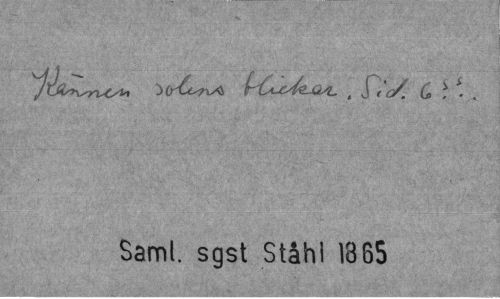 Kännen solens blickar. Sid. 6
Saml. sgst Ståhl 1865